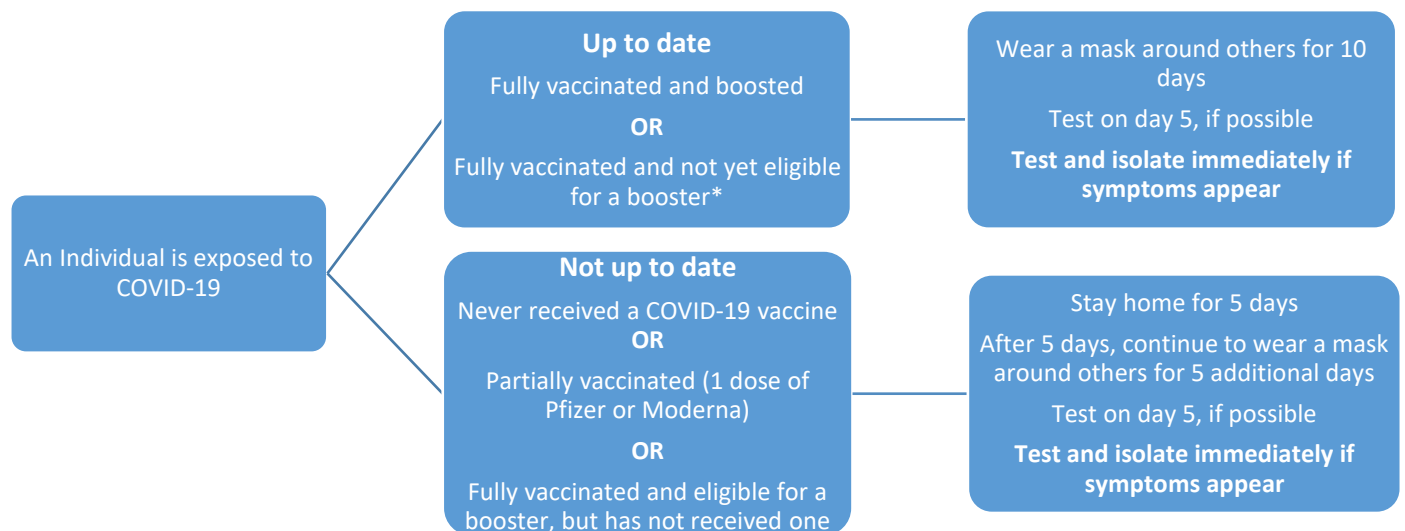 An Individual is exposed to
COVID-19
Up to date
Fully vaccinated and boosted
OR
Fully vaccinated and not yet eligible
for a booster*
Wear a mask around others for 10
days
Test on day 5, if possible
Test and isolate immediately if
symptoms appear
Not up to date
Never received a COVID-19 vaccine
OR
Partially vaccinated (1 dose of
Pfizer or Moderna)
OR
Fully vaccinated and eligible for a
booster, but has not received one
Stay home for 5 days
After 5 days, continue to wear a mask
around others for 5 additional days
Test on day 5, if possible
Test and isolate immediately if
symptoms appear